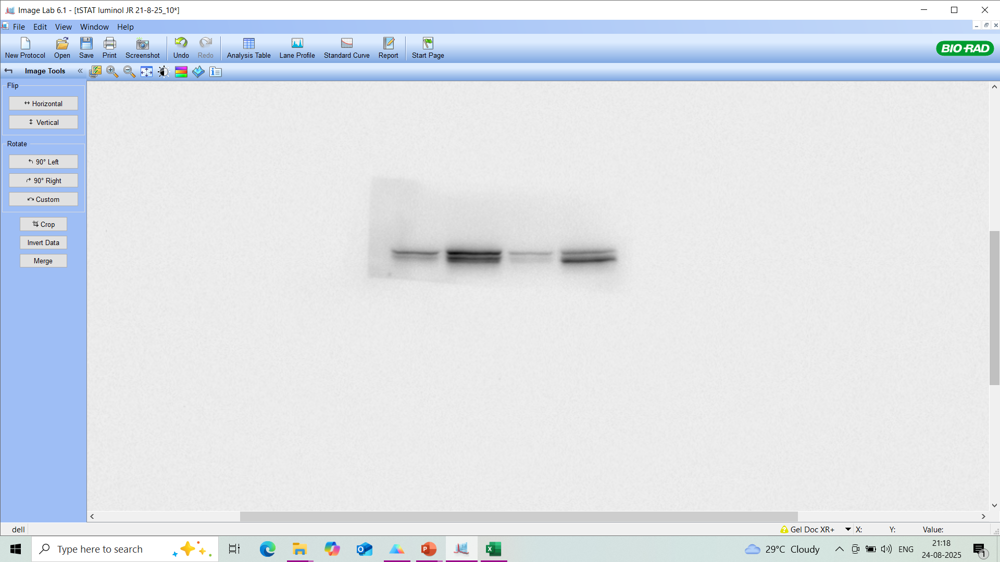 Image Lab 6.1 - [tSTAT luminol JR 21-8-25_10*]
File Edit View Window Help
New Protocol Open Save Print Screenshot Undo Redo Analysis Table Lane Profile Standard Curve Report Start Page
BIO-RAD
Image Tools
Flip
Horizontal
Vertical
Rotate
90° Left
90° Right
Custom
Crop
Invert Data
Merge
dell Gel Doc XR+ X: Y: Value:
Type here to search 29°C Cloudy ENG 21:18
24-08-2025
1